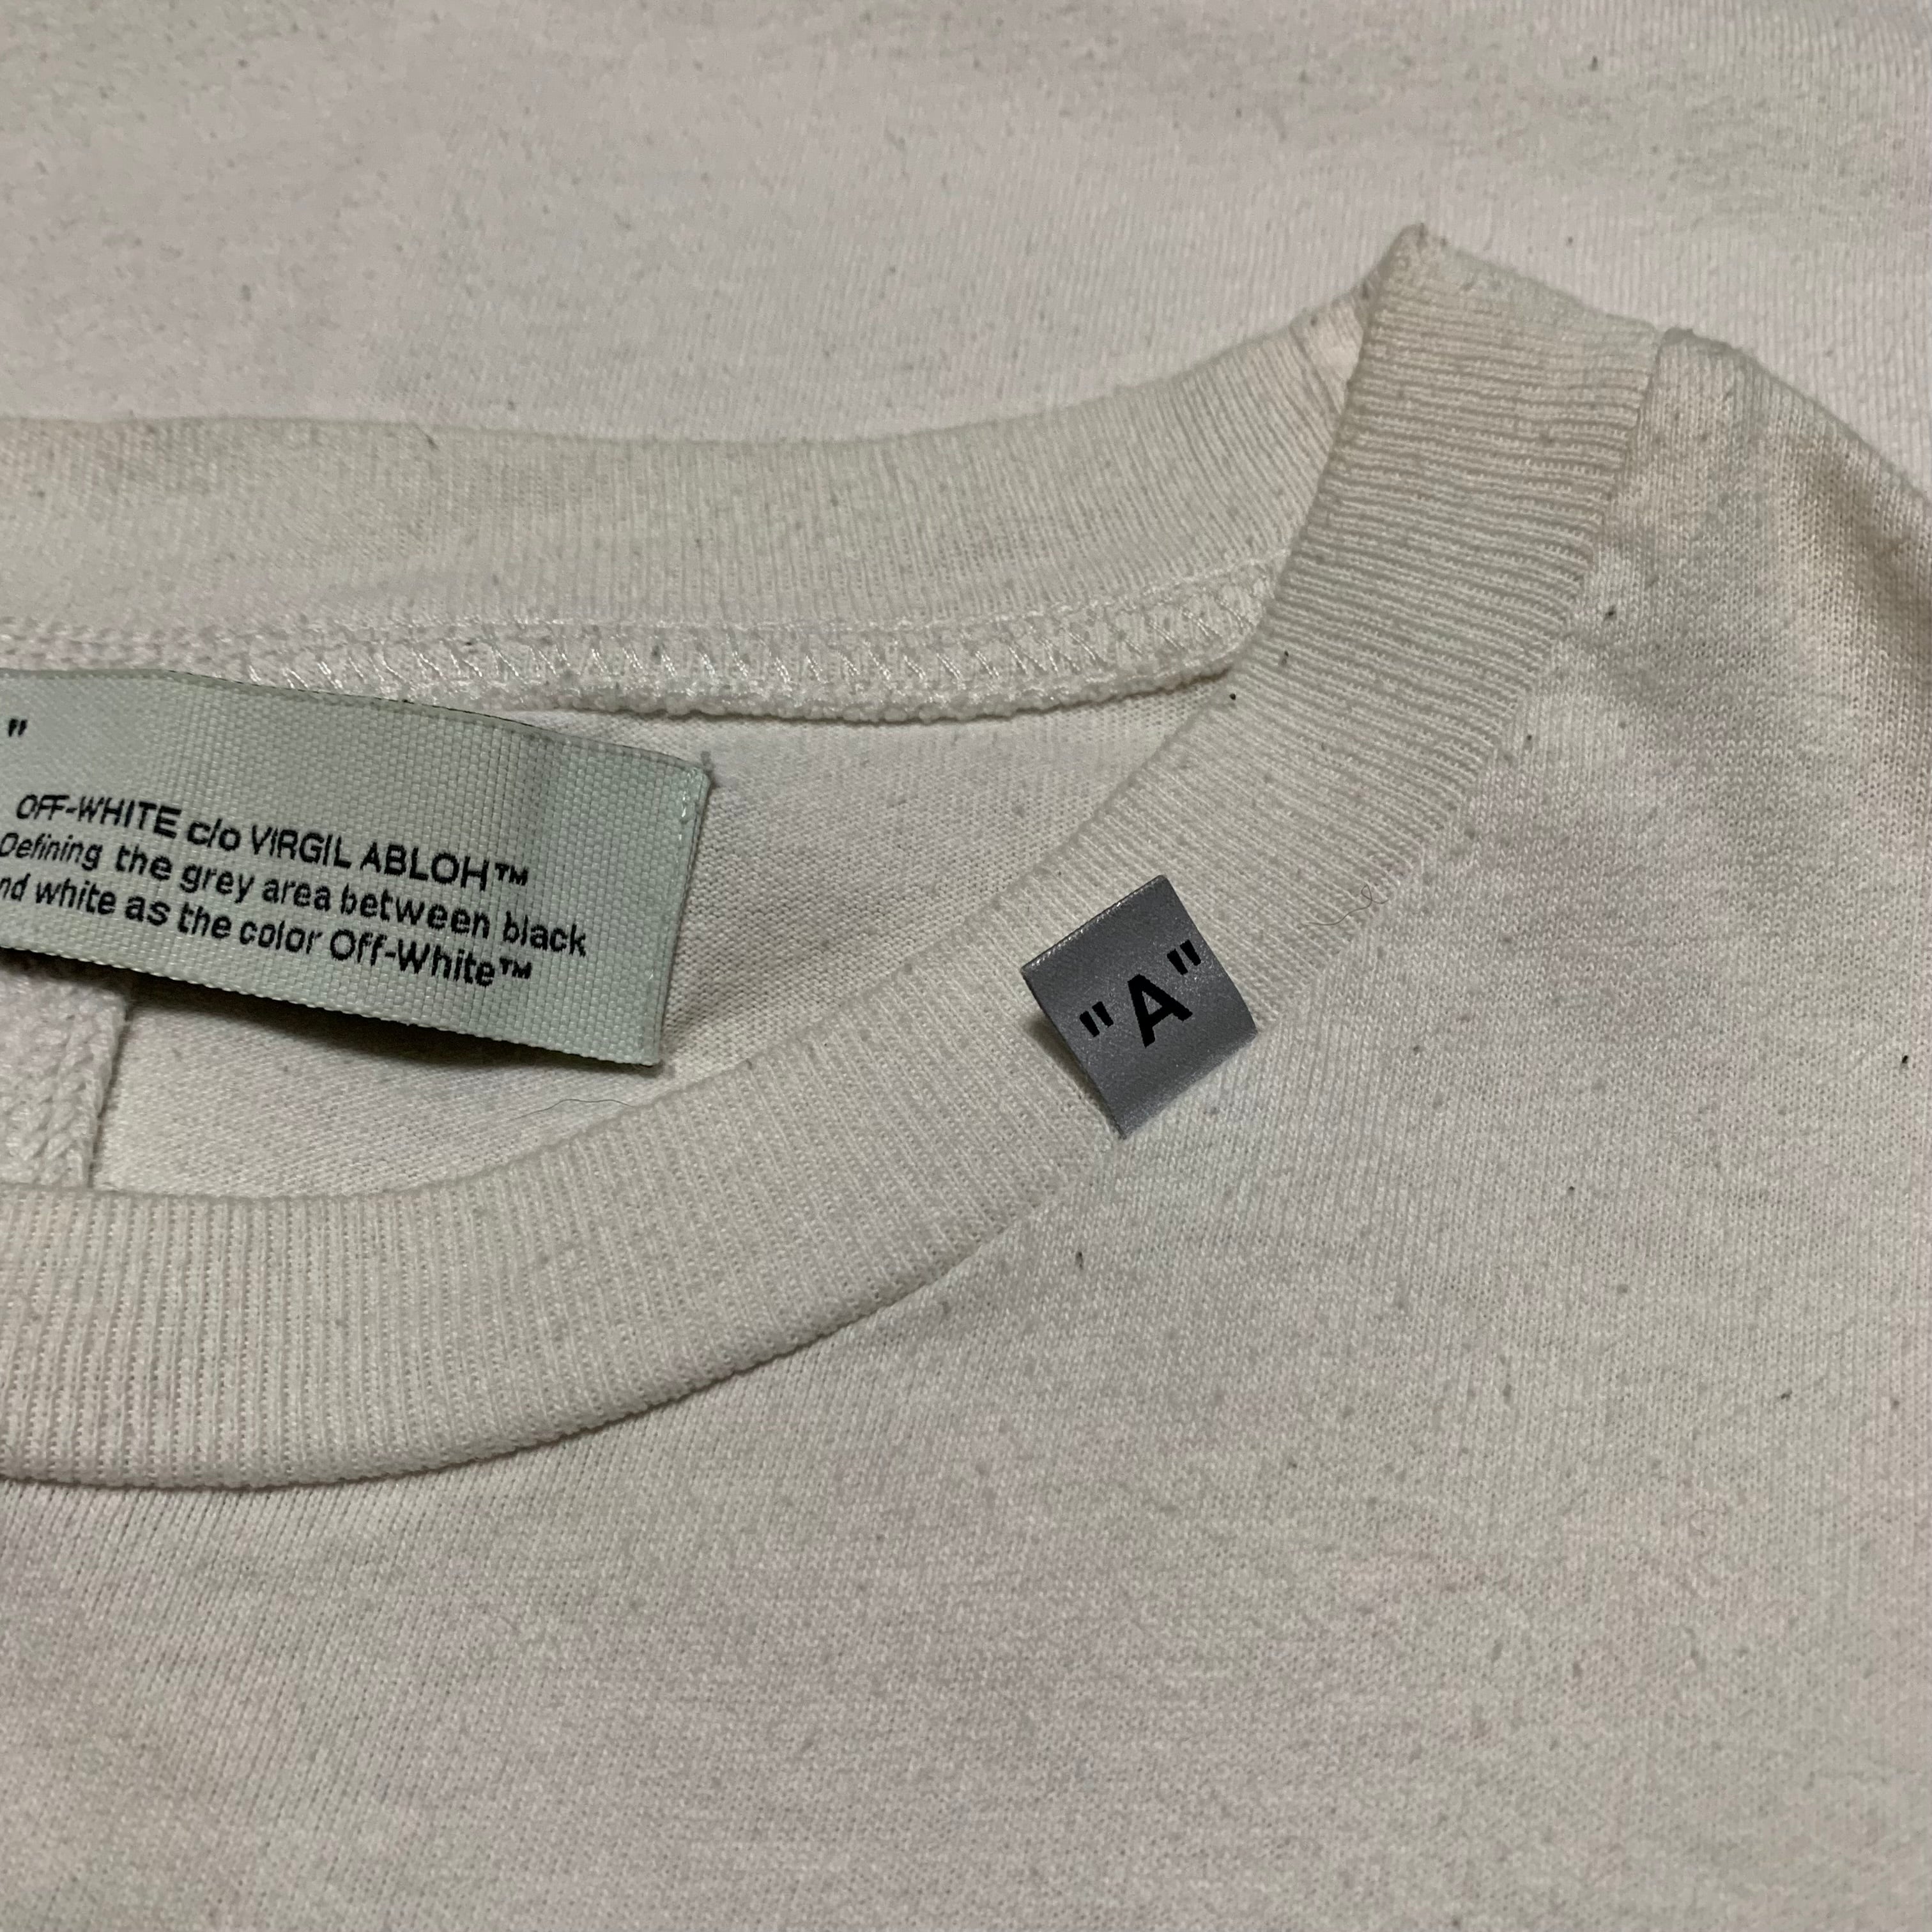 "
OFF-WHITE c/o VIRGIL ABLOH™
Defining the grey area between black
nd white as the color Off-White™
"A"